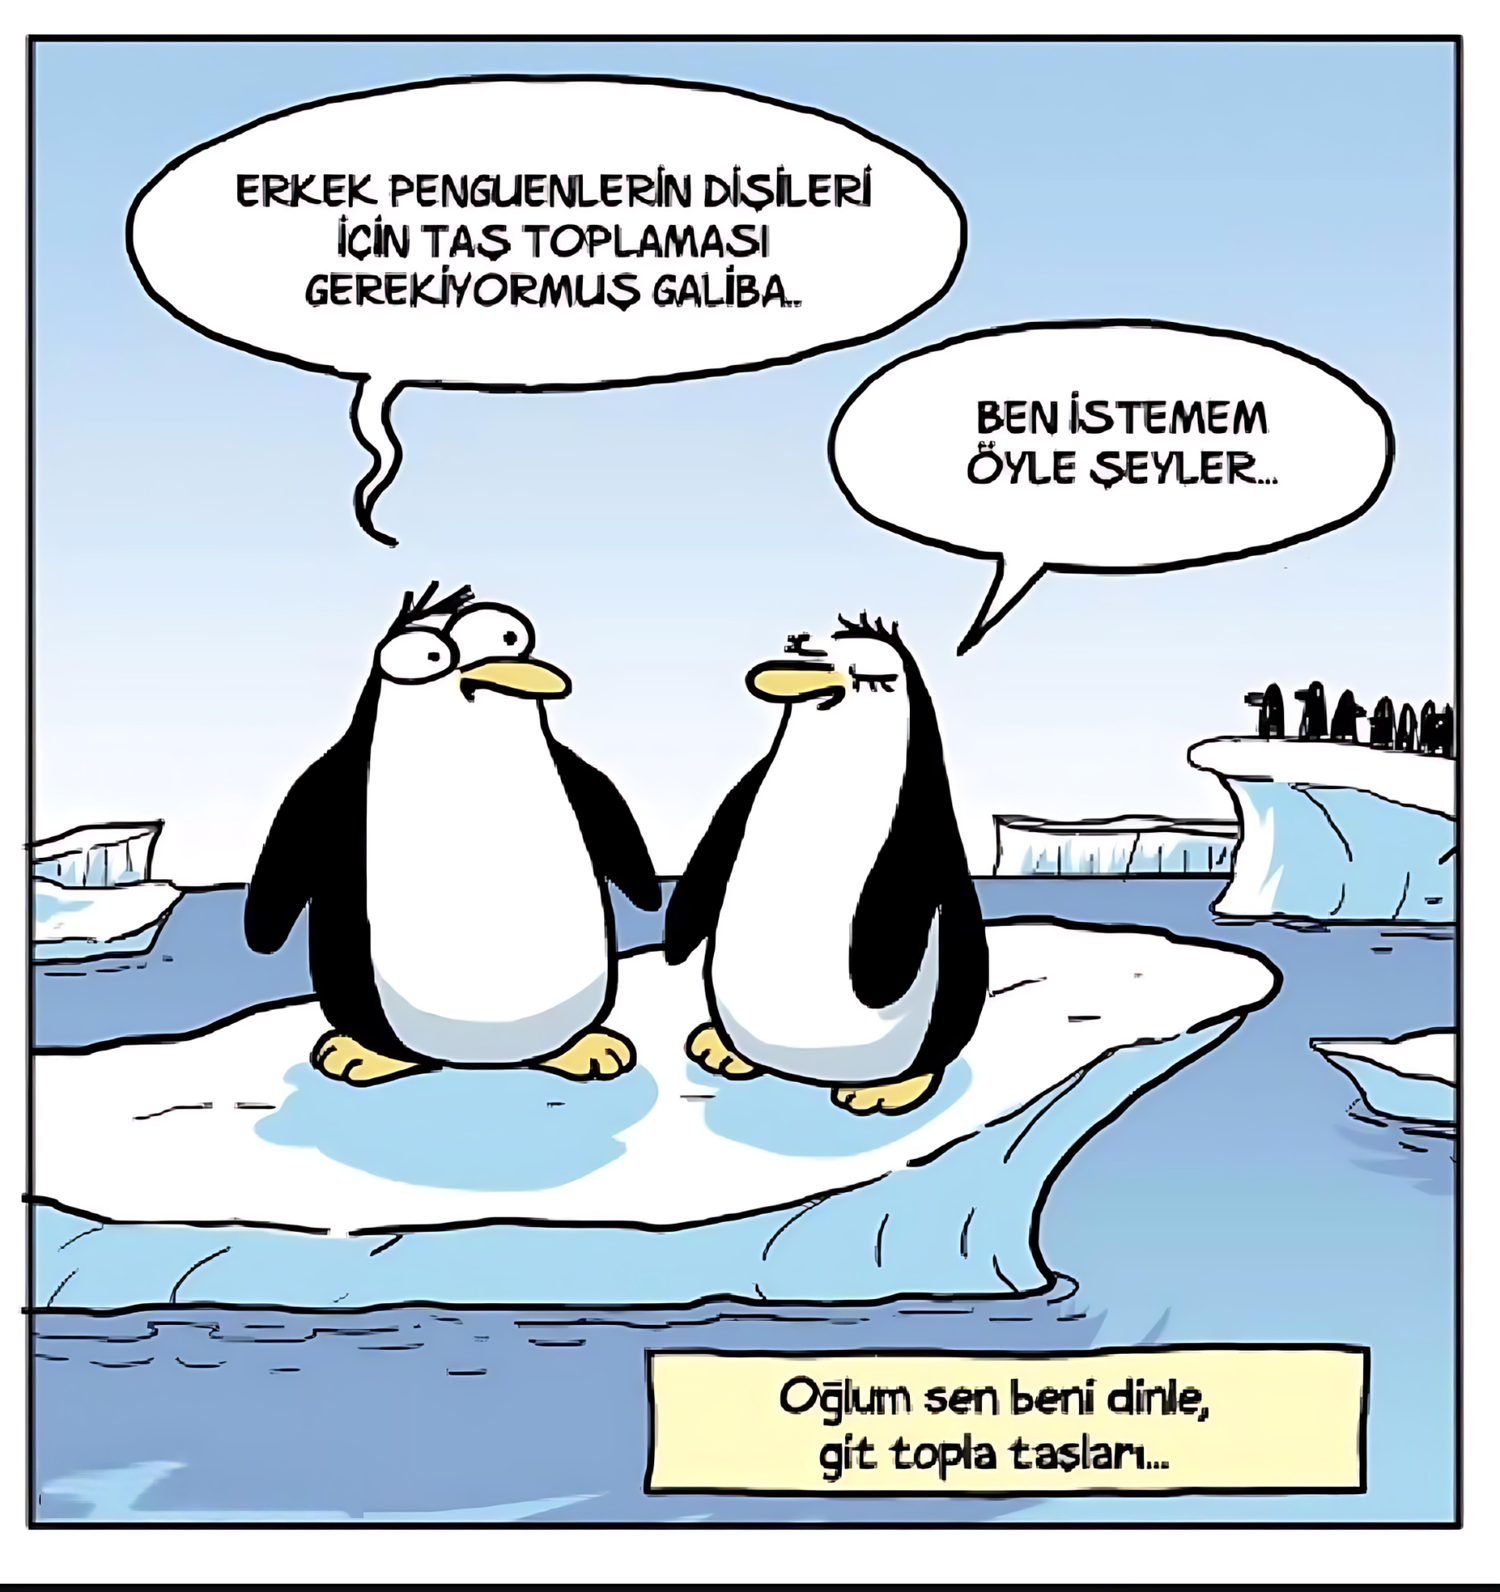 ERKEK PENGUENLERİN DİŞİLERİ
İÇİN TAŞ TOPLAMASI
GEREKİYORMUŞ GALİBA..
BEN İSTEMEM
ÖYLE ŞEYLER...
Oğlum sen beni dinle,
git topla taşları...